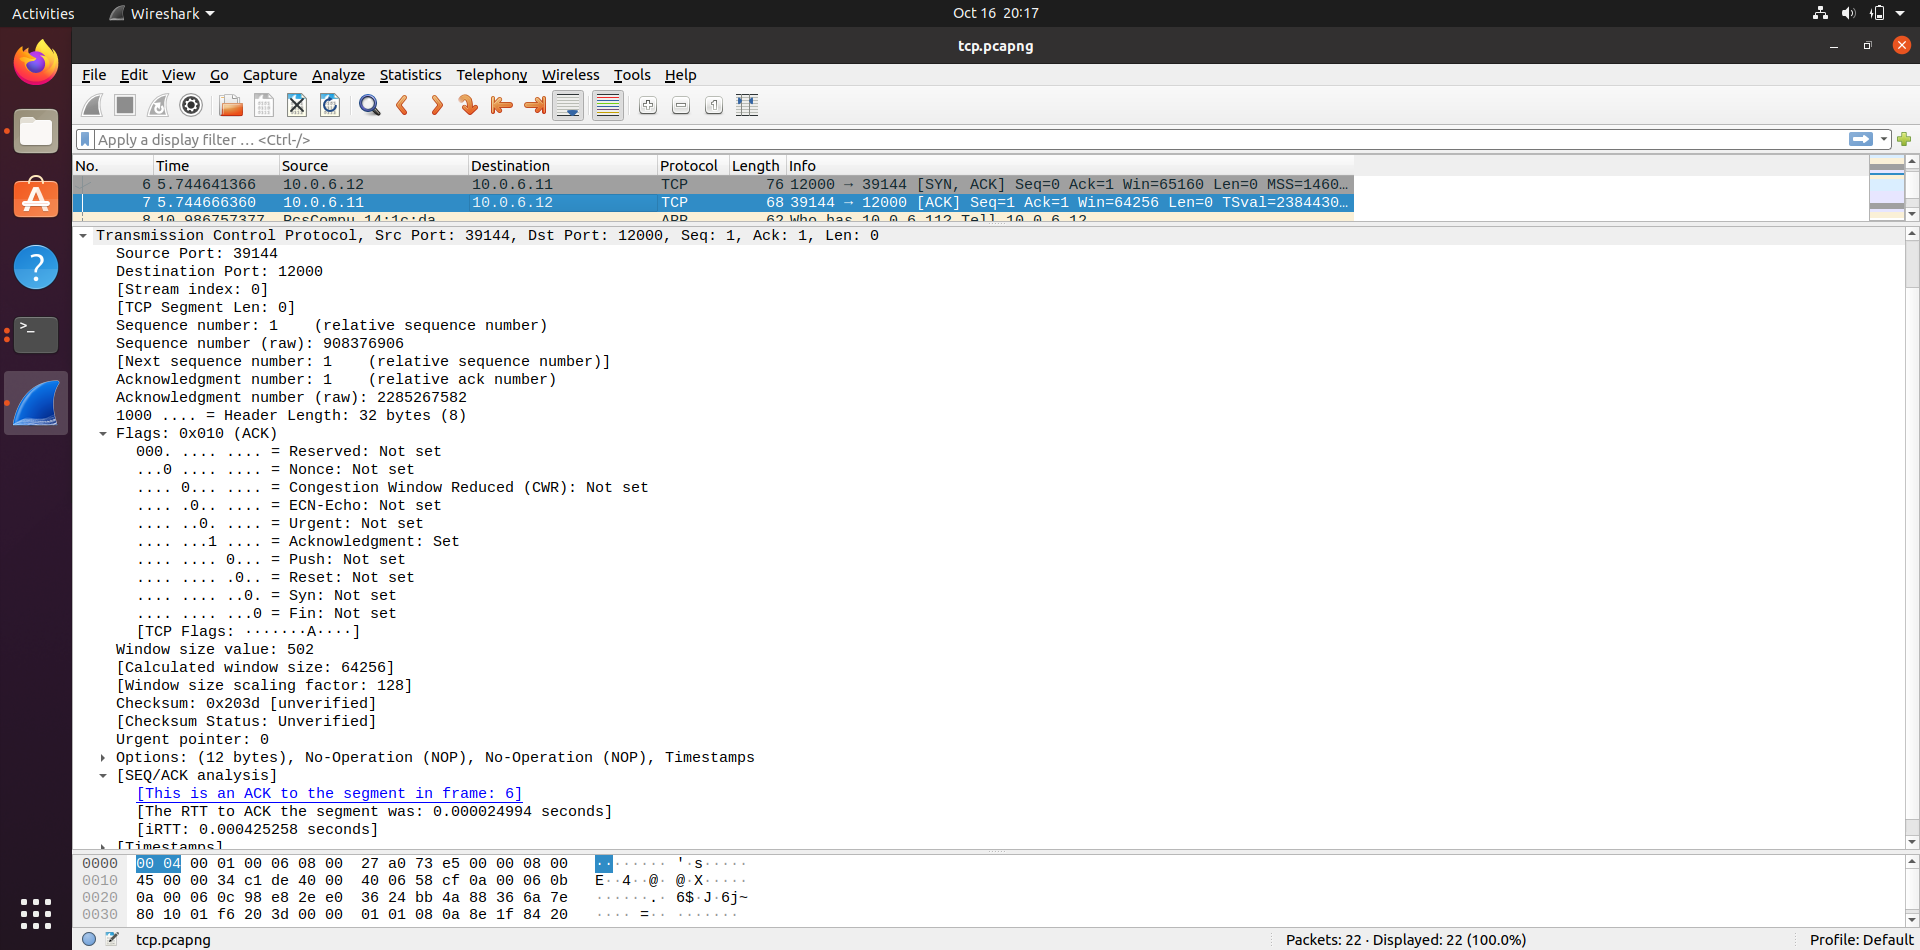 Activities
Wireshark
Oct 16 20:17
tcp.pcapng
File Edit View Go Capture Analyze Statistics Telephony Wireless Tools Help
Apply a display filter … <Ctrl-/>
No. Time Source Destination Protocol Length Info
6 5.744641366 10.0.6.12 10.0.6.11 TCP 76 12000 → 39144 [SYN, ACK] Seq=0 Ack=1 Win=65160 Len=0 MSS=1460…
7 5.744666360 10.0.6.11 10.0.6.12 TCP 68 39144 → 12000 [ACK] Seq=1 Ack=1 Win=64256 Len=0 TSval=2384430…
8 10.986757377 PcsCompu_14:1c:da ARP 62 Who has 10.0.6.11? Tell 10.0.6.12
Transmission Control Protocol, Src Port: 39144, Dst Port: 12000, Seq: 1, Ack: 1, Len: 0
Source Port: 39144
Destination Port: 12000
[Stream index: 0]
[TCP Segment Len: 0]
Sequence number: 1 (relative sequence number)
Sequence number (raw): 908376906
[Next sequence number: 1 (relative sequence number)]
Acknowledgment number: 1 (relative ack number)
Acknowledgment number (raw): 2285267582
1000 .... = Header Length: 32 bytes (8)
Flags: 0x010 (ACK)
000. .... .... = Reserved: Not set
...0 .... .... = Nonce: Not set
.... 0... .... = Congestion Window Reduced (CWR): Not set
.... .0.. .... = ECN-Echo: Not set
.... ..0. .... = Urgent: Not set
.... ...1 .... = Acknowledgment: Set
.... .... 0... = Push: Not set
.... .... .0.. = Reset: Not set
.... .... ..0. = Syn: Not set
.... .... ...0 = Fin: Not set
[TCP Flags: ·······A····]
Window size value: 502
[Calculated window size: 64256]
[Window size scaling factor: 128]
Checksum: 0x203d [unverified]
[Checksum Status: Unverified]
Urgent pointer: 0
Options: (12 bytes), No-Operation (NOP), No-Operation (NOP), Timestamps
[SEQ/ACK analysis]
[This is an ACK to the segment in frame: 6]
[The RTT to ACK the segment was: 0.000024994 seconds]
[iRTT: 0.000425258 seconds]
[Timestamps]
0000 00 04 00 01 00 06 08 00 27 a0 73 e5 00 00 08 00 ········ '·s·····
0010 45 00 00 34 c1 de 40 00 40 06 58 cf 0a 00 06 0b E··4··@· @·X·····
0020 0a 00 06 0c 98 e8 2e e0 36 24 bb 4a 88 36 6a 7e ······.· 6$·J·6j~
0030 80 10 01 f6 20 3d 00 00 01 01 08 0a 8e 1f 84 20 ···· =·· ·······
tcp.pcapng
Packets: 22 · Displayed: 22 (100.0%)
Profile: Default